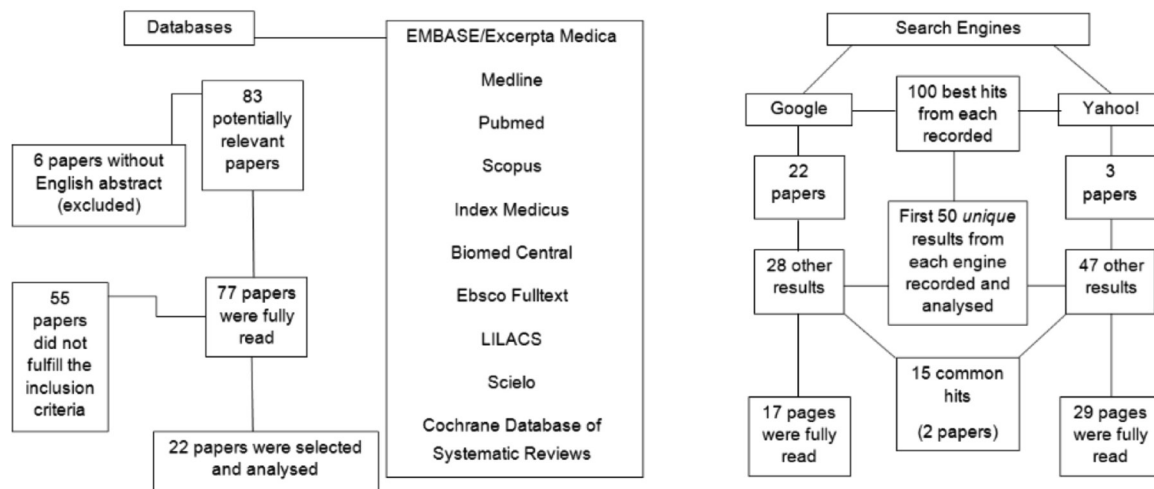 Databases
83
potentially
relevant
papers
6 papers without
English abstract
(excluded)
77 papers
were fully
read
55
papers
did not
fulfill the
inclusion
criteria
22 papers were selected
and analysed
EMBASE/Excerpta Medica
Medline
Pubmed
Scopus
Index Medicus
Biomed Central
Ebsco Fulltext
LILACS
Scielo
Cochrane Database of
Systematic Reviews
Search Engines
Google
100 best hits
from each
recorded
Yahoo!
22
papers
3
papers
First 50 unique
results from
each engine
recorded and
analysed
28 other
results
47 other
results
15 common
hits
(2 papers)
17 pages
were fully
read
29 pages
were fully
read